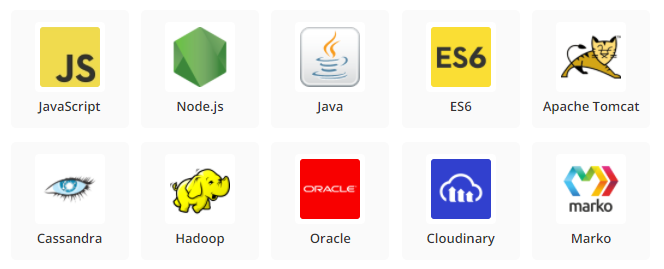 JS
JavaScript
Node.js
Java
ES6
ES6
Apache Tomcat
Cassandra
Hadoop
ORACLE
Oracle
Cloudinary
marko
Marko